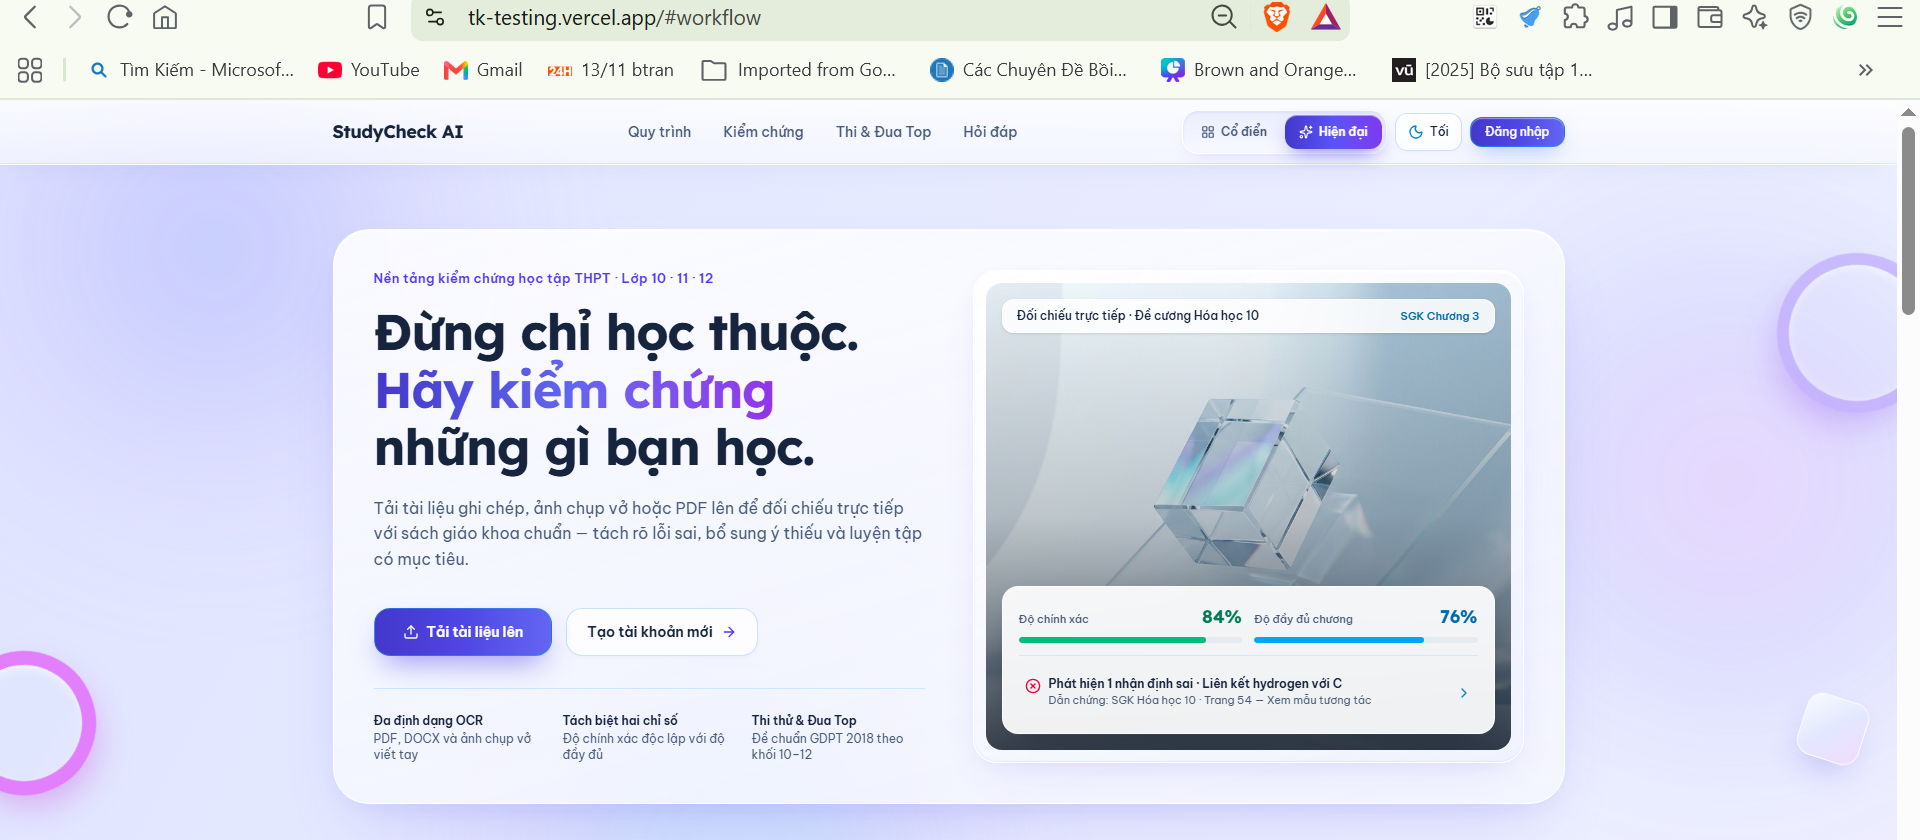 tk-testing.vercel.app/#workflow
Tìm Kiếm - Microsof...
YouTube
Gmail
24H 13/11 btran
Imported from Go...
Các Chuyên Đề Bồi...
Brown and Orange...
vū [2025] Bộ sưu tập 1...
StudyCheck AI
Quy trình
Kiểm chứng
Thi & Đua Top
Hỏi đáp
Cổ điển
Hiện đại
Tối
Đăng nhập
Nền tảng kiểm chứng học tập THPT · Lớp 10 · 11 · 12
Đừng chỉ học thuộc.
Hãy kiểm chứng
những gì bạn học.
Tải tài liệu ghi chép, ảnh chụp vở hoặc PDF lên để đối chiếu trực tiếp
với sách giáo khoa chuẩn — tách rõ lỗi sai, bổ sung ý thiếu và luyện tập
có mục tiêu.
Tải tài liệu lên
Tạo tài khoản mới
Đa định dạng OCR
PDF, DOCX và ảnh chụp vở
viết tay
Tách biệt hai chỉ số
Độ chính xác độc lập với độ
đầy đủ
Thi thử & Đua Top
Đề chuẩn GDPT 2018 theo
khối 10–12
Đối chiếu trực tiếp · Đề cương Hóa học 10
SGK Chương 3
Độ chính xác 84%
Độ đầy đủ chương 76%
Phát hiện 1 nhận định sai · Liên kết hydrogen với C
Dẫn chứng: SGK Hóa học 10 · Trang 54 — Xem mẫu tương tác